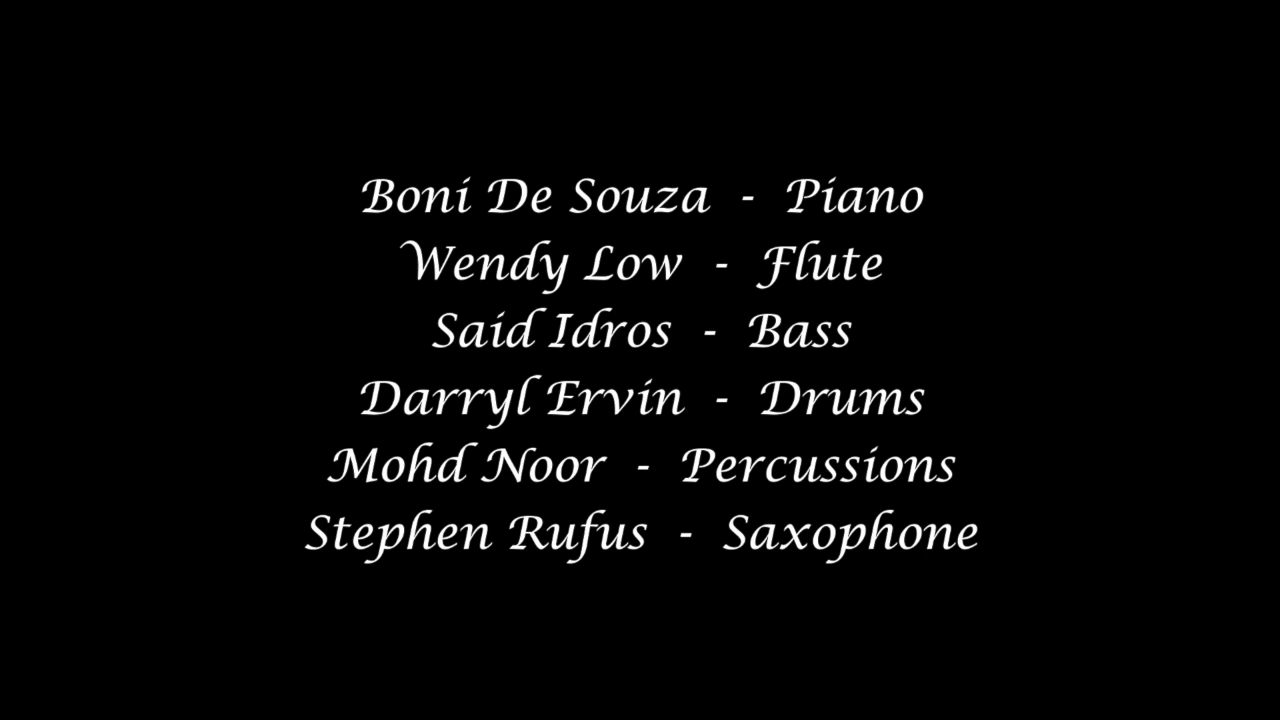 Boni De Souza - Piano
Wendy Low - Flute
Said Idros - Bass
Darryl Ervin - Drums
Mohd Noor - Percussions
Stephen Rufus - Saxophone